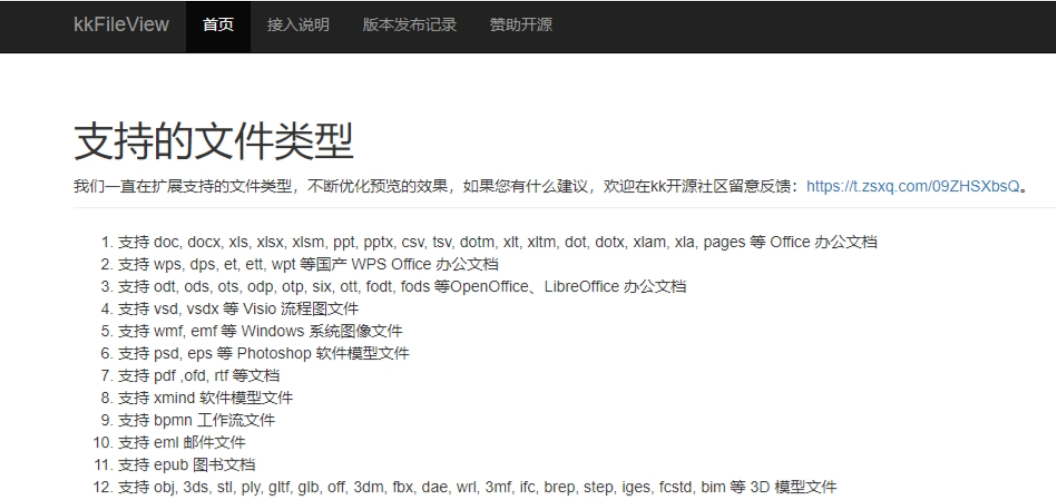 kkFileView 首页 接入说明 版本发布记录 赞助开源
支持的文件类型
我们一直在扩展支持的文件类型，不断优化预览的效果，如果您有什么建议，欢迎在kk开源社区留意反馈：https://t.zsxq.com/09ZHSXbsQ。
1. 支持 doc, docx, xls, xlsx, xlsm, ppt, pptx, csv, tsv, dotm, xlt, xltm, dot, dotx, xlam, xla, pages 等 Office 办公文档
2. 支持 wps, dps, et, ett, wpt 等国产 WPS Office 办公文档
3. 支持 odt, ods, ots, odp, otp, six, ott, fodt, fods 等OpenOffice、LibreOffice 办公文档
4. 支持 vsd, vsdx 等 Visio 流程图文件
5. 支持 wmf, emf 等 Windows 系统图像文件
6. 支持 psd, eps 等 Photoshop 软件模型文件
7. 支持 pdf ,ofd, rtf 等文档
8. 支持 xmind 软件模型文件
9. 支持 bpmn 工作流文件
10. 支持 eml 邮件文件
11. 支持 epub 图书文档
12. 支持 obj, 3ds, stl, ply, gltf, glb, off, 3dm, fbx, dae, wrl, 3mf, ifc, brep, step, iges, fcstd, bim 等 3D 模型文件